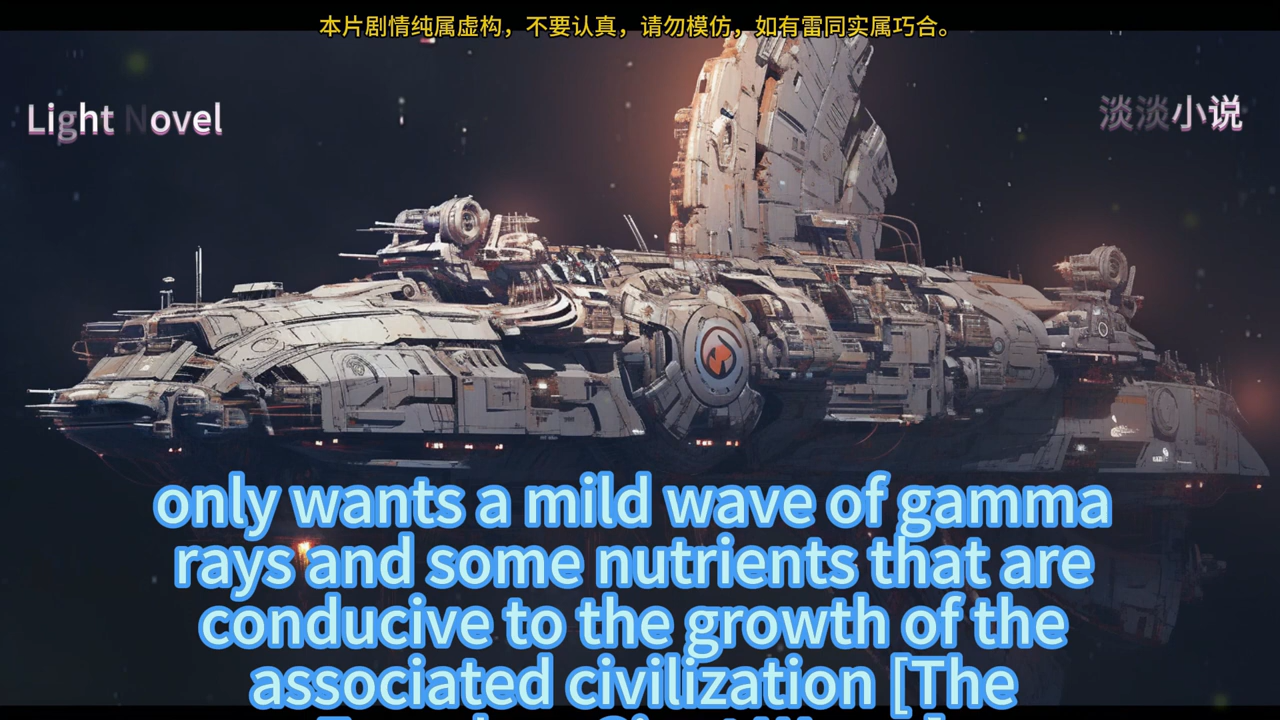 本片剧情纯属虚构，不要认真，请勿模仿，如有雷同实属巧合。
Light Novel
淡淡小说
only wants a mild wave of gamma
rays and some nutrients that are
conducive to the growth of the
associated civilization [The